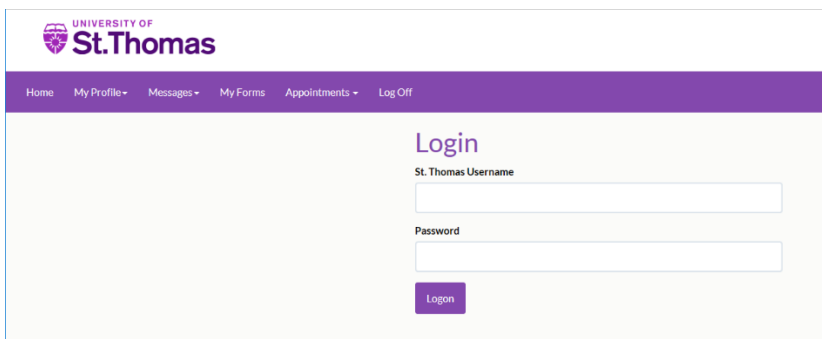 UNIVERSITY OF
St.Thomas
Home My Profile Messages My Forms Appointments Log Off
Login
St. Thomas Username
Password
Logon